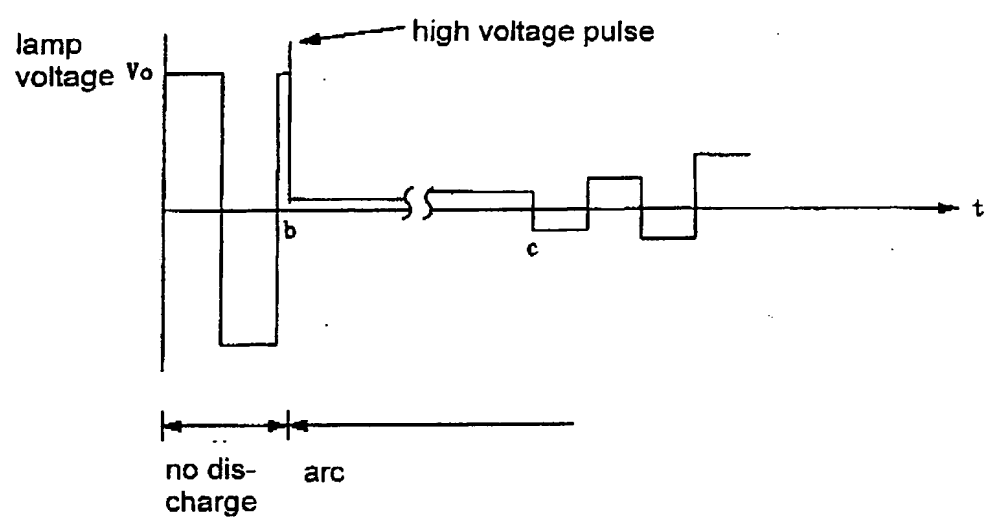 high voltage pulse
lamp
voltage Vo
b
c
t
no dis-
charge
arc